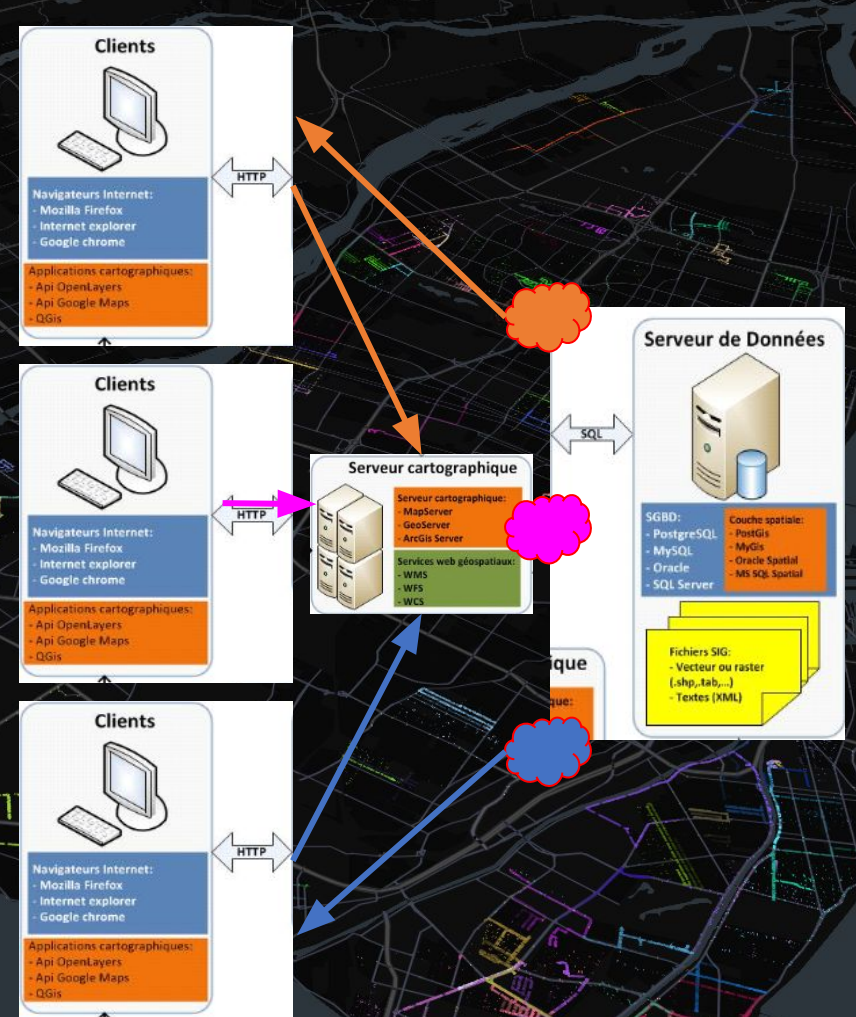 Clients
HTTP
Navigateurs Internet:
- Mozilla Firefox
- Internet explorer
- Google chrome
Applications cartographiques:
- Api OpenLayers
- Api Google Maps
- QGis
Clients
HTTP
Navigateurs Internet:
- Mozilla Firefox
- Internet explorer
- Google chrome
Applications cartographiques:
- Api OpenLayers
- Api Google Maps
- QGis
Clients
HTTP
Navigateurs Internet:
- Mozilla Firefox
- Internet explorer
- Google chrome
Applications cartographiques:
- Api OpenLayers
- Api Google Maps
- QGis
Serveur cartographique
Serveur cartographique:
- MapServer
- GeoServer
- ArcGis Server
Services web géospatiaux:
- WMS
- WFS
- WCS
SQL
Serveur de Données
SGBD:
- PostgreSQL
- MySQL
- Oracle
- SQL Server
Couche spatiale:
- PostGis
- MyGis
- Oracle Spatial
- MS SQL Spatial
Fichiers SIG:
- Vecteur ou raster
(.shp,.tab,...)
- Textes (XML)
ique
que: